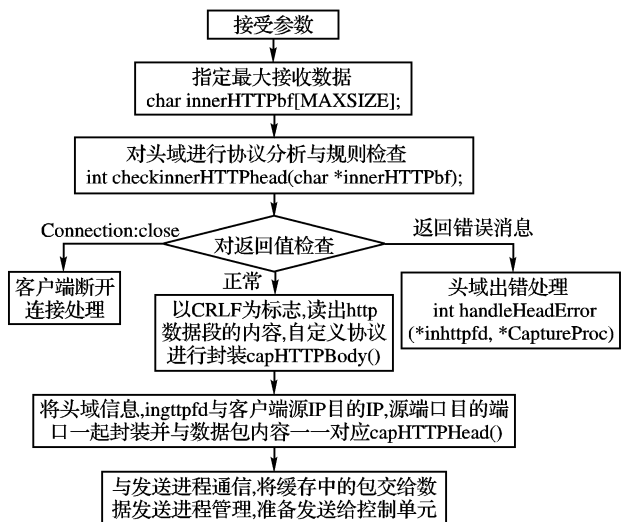 接受参数
指定最大接收数据
char innerHTTPbf[MAXSIZE];
对头域进行协议分析与规则检查
int checkinnerHTTPhead(char *innerHTTPbf);
Connection:close
对返回值检查
返回错误消息
正常
客户端断开
连接处理
头域出错处理
int handleHeadError
(*inhttpfd, *CaptureProc)
以CRLF为标志,读出http
数据段的内容,自定义协议
进行封装capHTTPBody()
将头域信息,ingttpfd与客户端源IP目的IP,源端口目的端
口一起封装并与数据包内容一一对应capHTTPHead()
与发送进程通信,将缓存中的包交给数
据发送进程管理,准备发送给控制单元